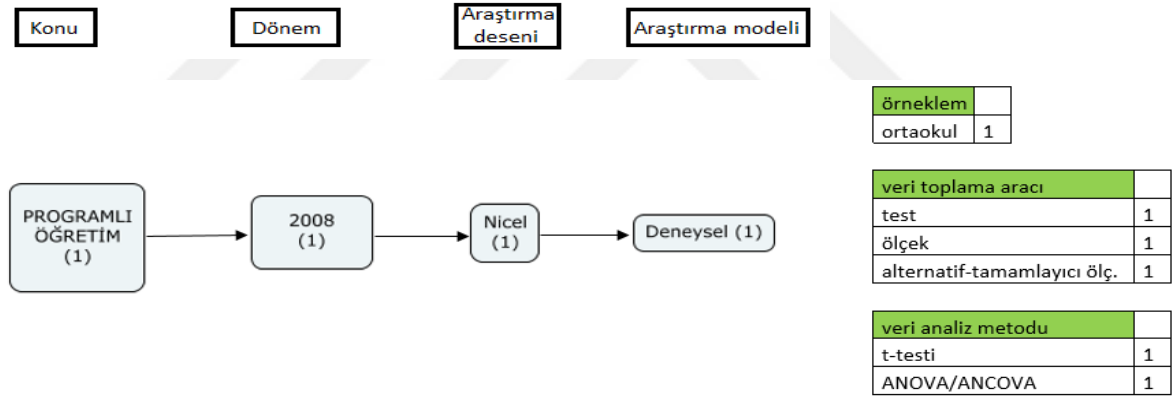 Konu
Dönem
Araştırma
deseni
Araştırma modeli
örneklem
ortaokul 1
PROGRAMLI
ÖĞRETİM
(1)
2008
(1)
Nicel
(1)
Deneysel (1)
veri toplama aracı
test 1
ölçek 1
alternatif-tamamlayıcı ölç. 1
veri analiz metodu
t-testi 1
ANOVA/ANCOVA 1